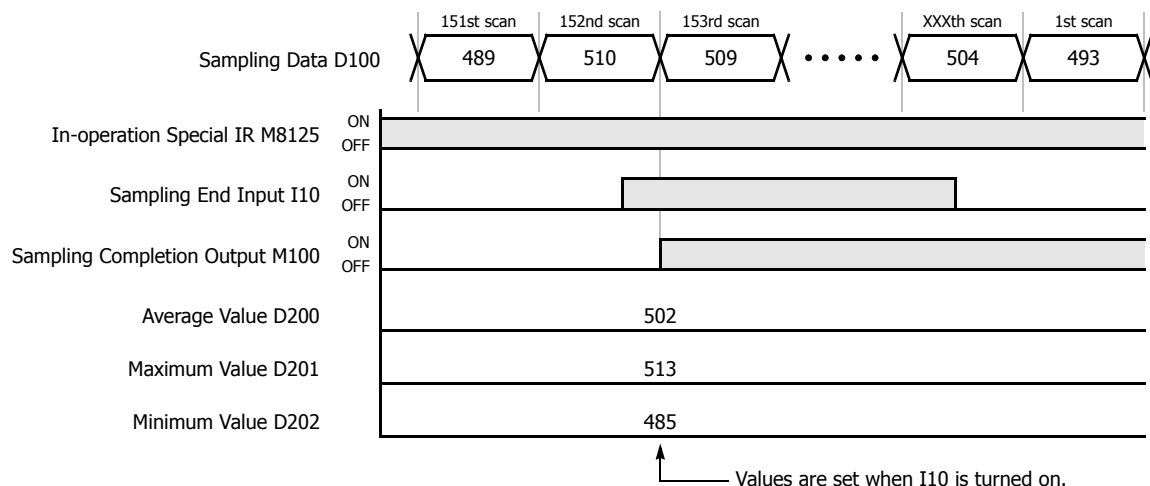 151st scan 152nd scan 153rd scan XXXth scan 1st scan
Sampling Data D100 489 510 509 504 493
In-operation Special IR M8125 ON
OFF
Sampling End Input I10 ON
OFF
Sampling Completion Output M100 ON
OFF
Average Value D200 502
Maximum Value D201 513
Minimum Value D202 485
Values are set when I10 is turned on.